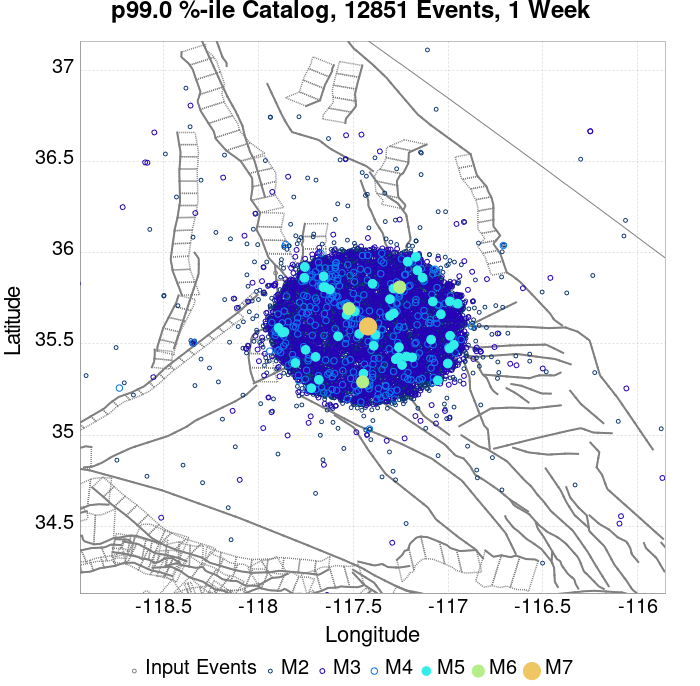 p99.0 %-ile Catalog, 12851 Events, 1 Week
37
36.5
36
35.5
35
34.5
Latitude
-118.5 -118 -117.5 -117 -116.5 -116
Longitude
Input Events M2 M3 M4 M5 M6 M7